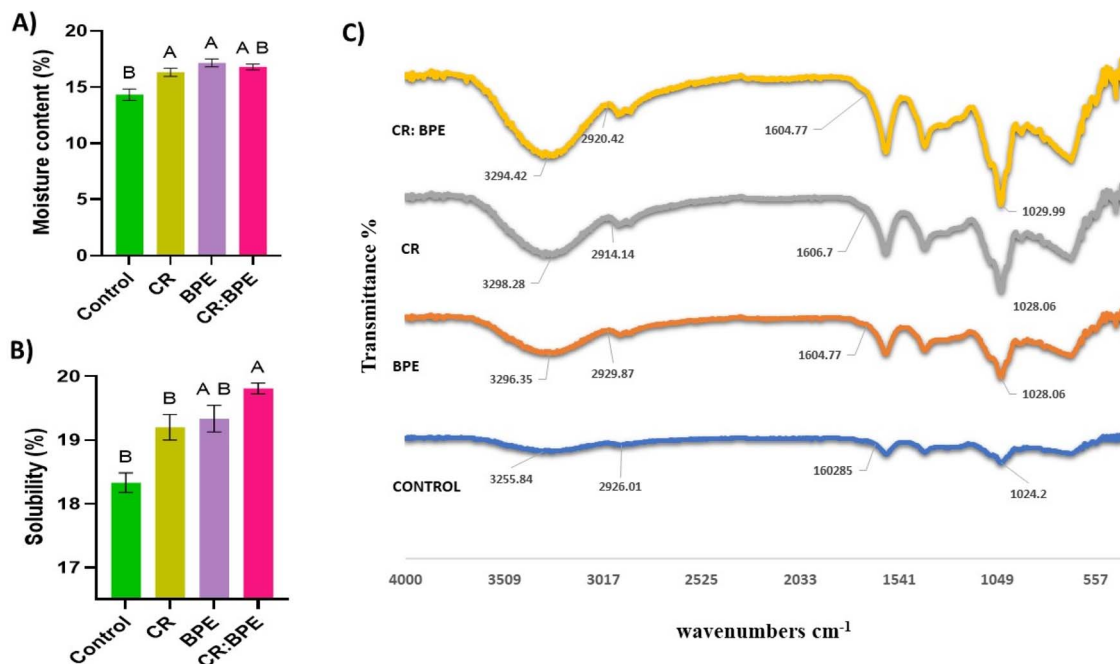 A)
Moisture content (%)
20
15
10
5
0
B
A
A
A B
Control
CR
BPE
CR:BPE
B)
Solubility (%)
20
19
18
17
B
B
A B
A
Control
CR
BPE
CR:BPE
C)
Transmittance %
CR: BPE
3294.42
2920.42
1604.77
1029.99
CR
3298.28
2914.14
1606.7
1028.06
BPE
3296.35
2929.87
1604.77
1028.06
CONTROL
3255.84
2926.01
160285
1024.2
4000 3509 3017 2525 2033 1541 1049 557
wavenumbers cm-1